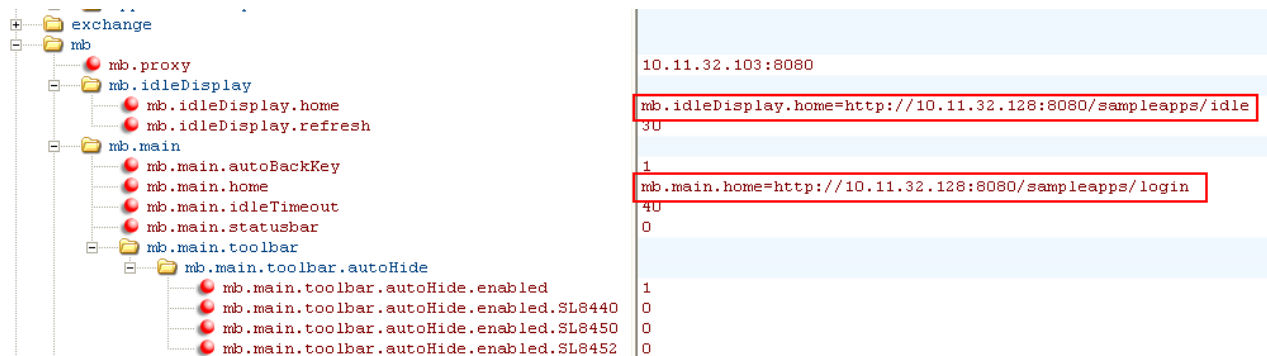 exchange
mb
mb.proxy 10.11.32.103:8080
mb.idleDisplay
mb.idleDisplay.home mb.idleDisplay.home=http://10.11.32.128:8080/sampleapps/idle
mb.idleDisplay.refresh 30
mb.main
mb.main.autoBackKey 1
mb.main.home mb.main.home=http://10.11.32.128:8080/sampleapps/login
mb.main.idleTimeout 40
mb.main.statusbar 0
mb.main.toolbar
mb.main.toolbar.autoHide
mb.main.toolbar.autoHide.enabled 1
mb.main.toolbar.autoHide.enabled.SL8440 0
mb.main.toolbar.autoHide.enabled.SL8450 0
mb.main.toolbar.autoHide.enabled.SL8452 0